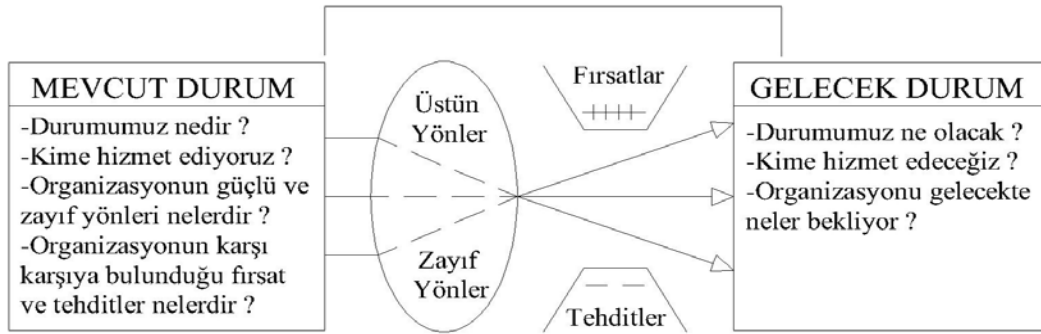 MEVCUT DURUM
-Durumumuz nedir ?
-Kime hizmet ediyoruz ?
-Organizasyonun güçlü ve
zayıf yönleri nelerdir ?
-Organizasyonun karşı
karşıya bulunduğu fırsat
ve tehditler nelerdir ?
Üstün
Yönler
Zayıf
Yönler
Fırsatlar
Tehditler
GELECEK DURUM
-Durumumuz ne olacak ?
-Kime hizmet edeceğiz ?
-Organizasyonu gelecekte
neler bekliyor ?